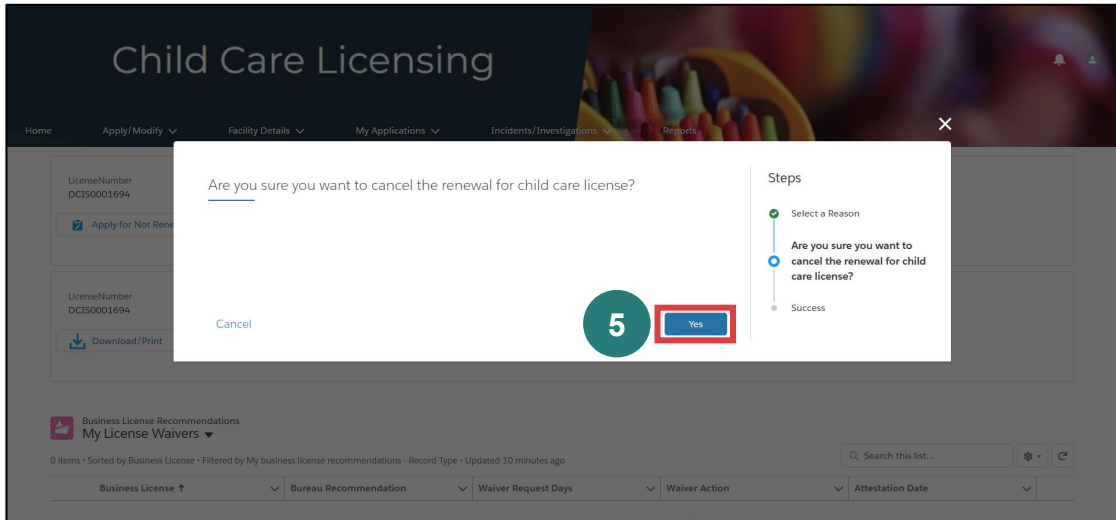 Child Care Licensing
Home Apply/Modify Facility Details My Applications Incidents/Investigations Reports
LicenseNumber
DCIS0001694
Apply for Not Rene
Are you sure you want to cancel the renewal for child care license?
Cancel
5
Yes
Steps
Select a Reason
Are you sure you want to
cancel the renewal for child
care license?
Success
LicenseNumber
DCIS0001694
Download/Print
Business License Recommendations
My License Waivers
0 items • Sorted by Business License • Filtered by My business license recommendations - Record Type • Updated 10 minutes ago
Search this list...
Business License ↑ Bureau Recommendation Waiver Request Days Waiver Action Attestation Date